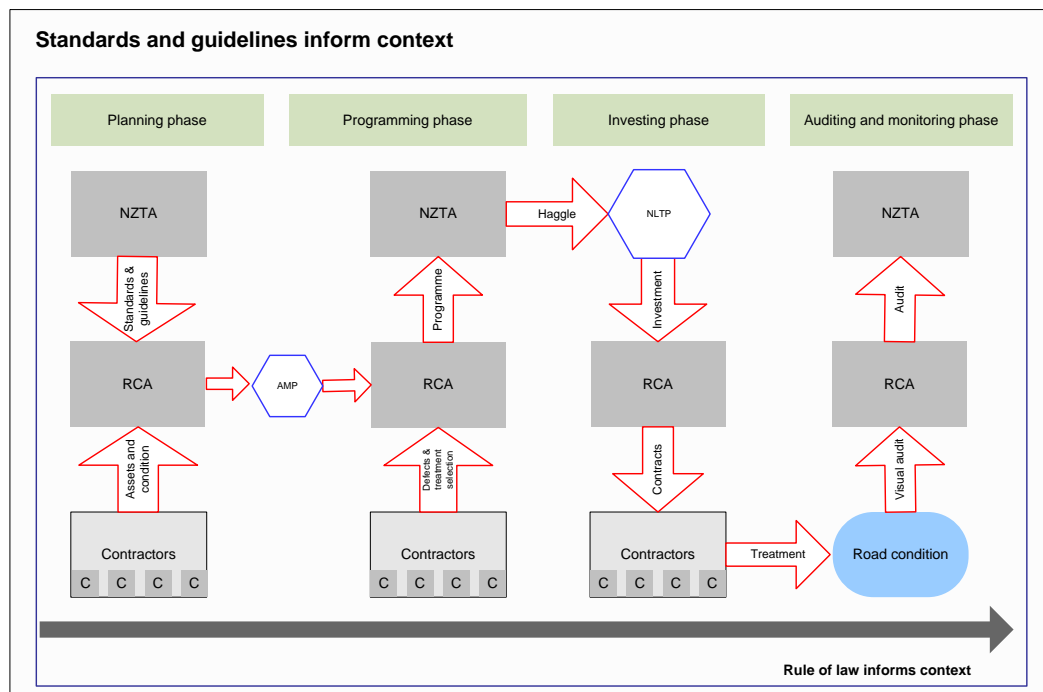 Standards and guidelines inform context
Planning phase
Programming phase
Investing phase
Auditing and monitoring phase
NZTA
NZTA
Haggle
NLTP
NZTA
Standards &
guidelines
Programme
Investment
Audit
RCA
AMP
RCA
RCA
RCA
Assets and
condition
Defects &
treatment
selection
Contracts
Visual audit
Contractors
C C C C
Contractors
C C C C
Contractors
C C C C
Treatment
Road condition
Rule of law informs context